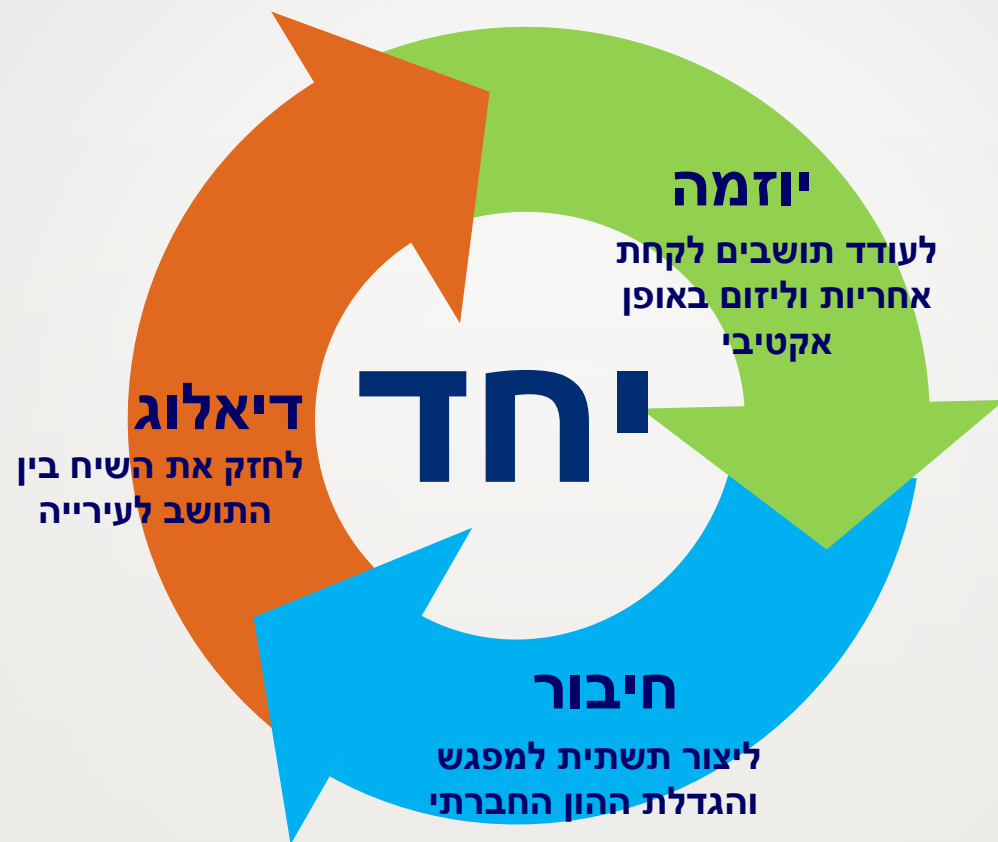 יוזמה
לעודד תושבים לקחת
אחריות וליזום באופן
אקטיבי
יחד
דיאלוג
לחזק את השיח בין
התושב לעירייה
חיבור
ליצור תשתית למפגש
והגדלת ההון החברתי